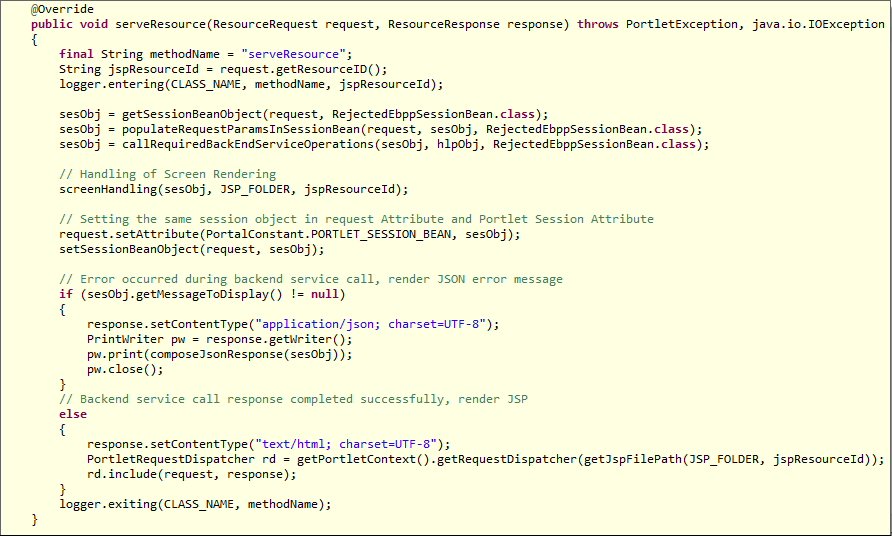 @Override
public void serveResource(ResourceRequest request, ResourceResponse response) throws PortletException, java.io.IOException
{
final String methodName = "serveResource";
String jspResourceId = request.getResourceID();
logger.entering(CLASS_NAME, methodName, jspResourceId);
sesObj = getSessionBeanObject(request, RejectedEbppSessionBean.class);
sesObj = populateRequestParamsInSessionBean(request, sesObj, RejectedEbppSessionBean.class);
sesObj = callRequiredBackEndServiceOperations(sesObj, hlpObj, RejectedEbppSessionBean.class);
// Handling of Screen Rendering
screenHandling(sesObj, JSP_FOLDER, jspResourceId);
// Setting the same session object in request Attribute and Portlet Session Attribute
request.setAttribute(PortalConstant.PORTLET_SESSION_BEAN, sesObj);
setSessionBeanObject(request, sesObj);
// Error occurred during backend service call, render JSON error message
if (sesObj.getMessageToDisplay() != null)
{
response.setContentType("application/json; charset=UTF-8");
PrintWriter pw = response.getWriter();
pw.print(composeJsonResponse(sesObj));
pw.close();
}
// Backend service call response completed successfully, render JSP
else
{
response.setContentType("text/html; charset=UTF-8");
PortletRequestDispatcher rd = getPortletContext().getRequestDispatcher(getJspFilePath(JSP_FOLDER, jspResourceId));
rd.include(request, response);
}
logger.exiting(CLASS_NAME, methodName);
}